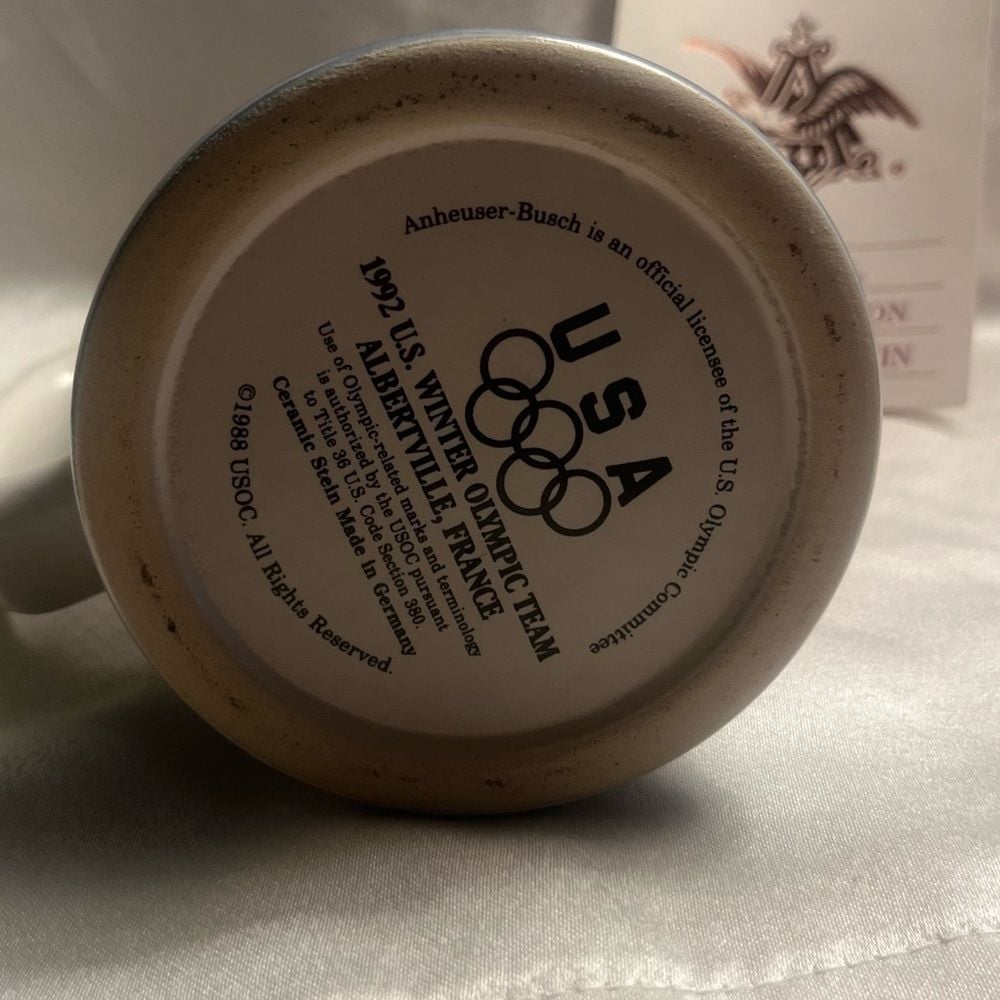 Anheuser-Busch is an official licensee of the U.S. Olympic Committee
USA
1992 U.S. WINTER OLYMPIC TEAM
ALBERTVILLE, FRANCE
Use of Olympic-related marks and terminology
is authorized by the USOC pursuant
to Title 36 U.S. Code Section 380.
Ceramic Stein Made in Germany
©1988 USOC. All Rights Reserved.
A
ON
IN